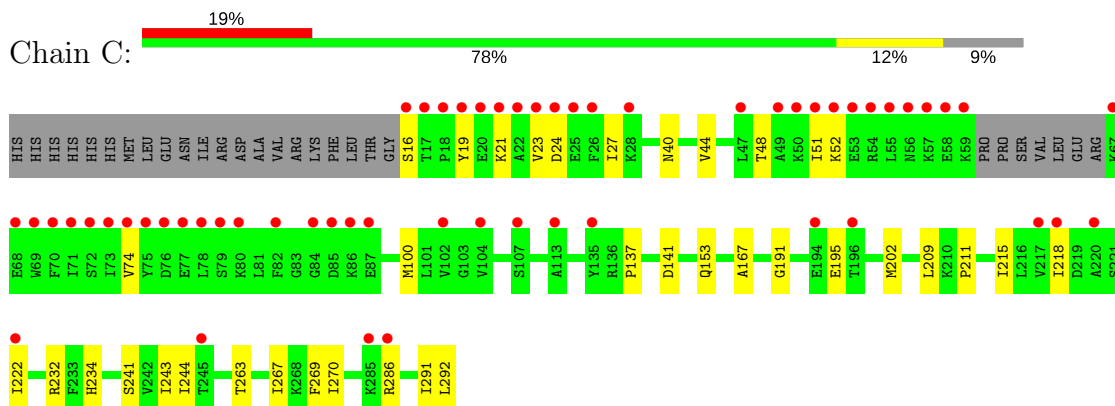 19%
Chain C:
78% 12% 9%
HIS HIS HIS HIS HIS HIS MET LEU GLU ASN ILE ARG ASP ALA VAL ARG LYS PHE LEU THR GLY S16 T17 P18 Y19 E20 K21 A22 V23 D24 E25 F26 I27 K28 N40 V44 L47 T48 A49 K50 I51 K52 E53 R54 L55 N56 K57 E58 K59 PRO PRO SER VAL LEU GLU ARG K67
E68 W69 F70 I71 S72 I73 V74 Y75 D76 E77 L78 S79 K80 I81 F82 G83 G84 D85 K86 E87 M100 L101 V102 G103 V104 S107 A113 Y135 R136 P137 D141 Q153 A167 G191 E194 E195 T196 M202 L209 K210 P211 I215 L216 V217 I218 D219 A220 S221
I222 R232 F233 H234 S241 V242 I243 I244 T245 T263 I267 K268 F269 I270 K285 R286 I291 L292